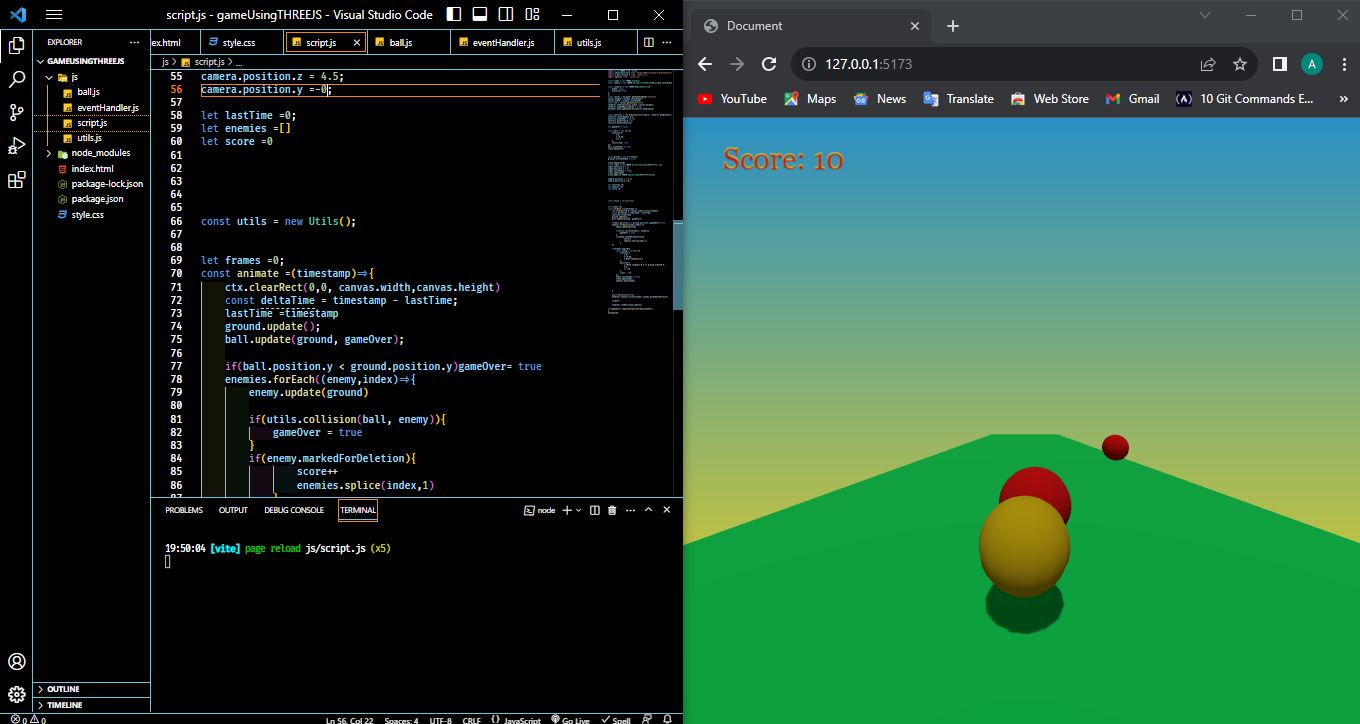 script.js - gameUsingTHREEJS - Visual Studio Code
EXPLORER
GAMEUSINGTHREEJS
js
ball.js
eventHandler.js
script.js
utils.js
node_modules
index.html
package-lock.json
package.json
style.css
OUTLINE
TIMELINE
ex.html style.css script.js ball.js eventHandler.js utils.js
js > script.js > ...
55 camera.position.z = 4.5;
56 camera.position.y =-0;
57
58 let lastTime =0;
59 let enemies =[]
60 let score =0
61
62
63
64
65
66 const utils = new Utils();
67
68
69 let frames =0;
70 const animate =(timestamp)=>{
71 ctx.clearRect(0,0, canvas.width,canvas.height)
72 const deltaTime = timestamp - lastTime;
73 lastTime =timestamp
74 ground.update();
75 ball.update(ground, gameOver);
76
77 if(ball.position.y < ground.position.y)gameOver= true
78 enemies.forEach((enemy,index)=>{
79 enemy.update(ground)
80
81 if(utils.collision(ball, enemy)){
82 gameOver = true
83 }
84 if(enemy.markedForDeletion){
85 score++
86 enemies.splice(index,1)
87 }
PROBLEMS OUTPUT DEBUG CONSOLE TERMINAL node
19:50:04 [vite] page reload js/script.js (x5)
0 0 Ln 56, Col 22 Spaces: 4 UTF-8 CRLF {} JavaScript Go Live Spell
Document
127.0.0.1:5173
A
YouTube Maps News Translate Web Store Gmail 10 Git Commands E... »
Score: 10